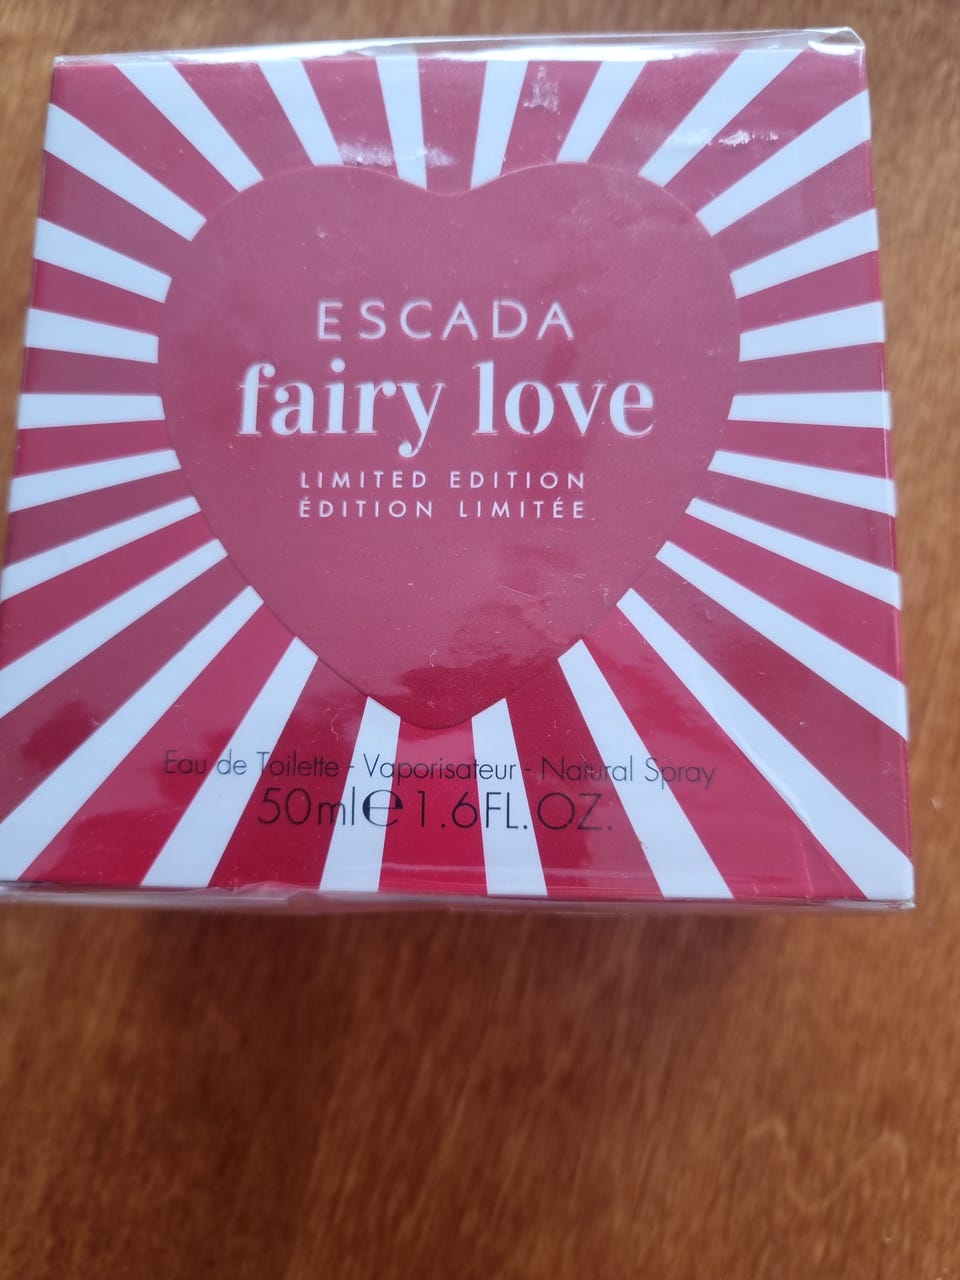 ESCADA
fairy love
LIMITED EDITION
ÉDITION LIMITÉE
Eau de Toilette - Vaporisateur - Natural Spray
50ml e 1.6FL. OZ.